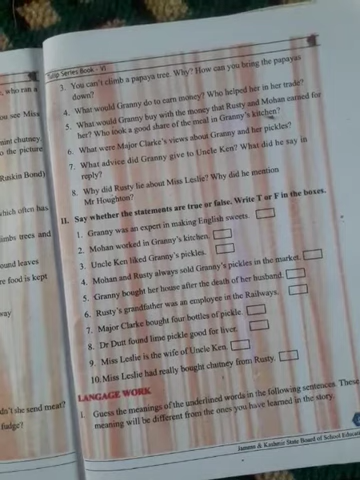 Tulip Series Book - VI
, who ran a
ou see Miss
mint chutney
o the picture
Ruskin Bond)
which often has
limbs trees and
ound leaves
re food is kept
way
dn't she send meat?
fudge?
3. You can't climb a papaya tree. Why? How can you bring the papayas
down?
4. What would Granny do to earn money? Who helped her in her trade?
5. What would Granny buy with the money that Rusty and Mohan earned for
her? Who took a good share of the meal in Granny's kitchen?
6. What were Major Clarke's views about Granny and her pickles?
7. What advice did Granny give to Uncle Ken? What did he say in
reply?
8. Why did Rusty lie about Miss Leslie? Why did he mention
Mr Houghton?
II. Say whether the statements are true or false. Write T or F in the boxes.
1. Granny was an expert in making English sweets.
2. Mohan worked in Granny's kitchen.
3. Uncle Ken liked Granny's pickles.
4. Mohan and Rusty always sold Granny's pickles in the market.
5. Granny bought her house after the death of her husband.
6. Rusty's grandfather was an employee in the Railways.
7. Major Clarke bought four bottles of pickle.
8. Dr Dutt found lime pickle good for liver.
9. Miss Leslie is the wife of Uncle Ken.
10. Miss Leslie had really bought chutney from Rusty.
LANGAGE WORK
I. Guess the meanings of the underlined words in the following sentences. These
meaning will be different from the ones you have learned in the story.
Jammu & Kashmir State Board of School Educati